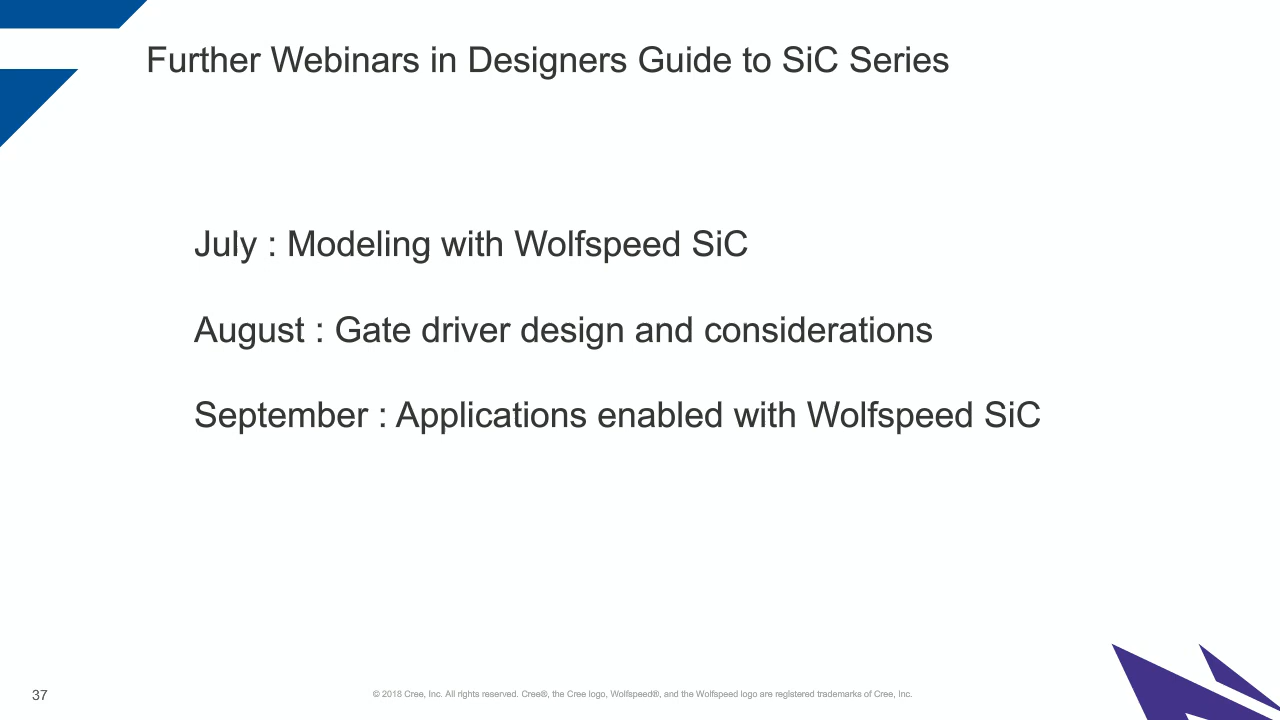 Further Webinars in Designers Guide to SiC Series
July : Modeling with Wolfspeed SiC
August : Gate driver design and considerations
September : Applications enabled with Wolfspeed SiC
37
© 2018 Cree, Inc. All rights reserved. Cree®, the Cree logo, Wolfspeed®, and the Wolfspeed logo are registered trademarks of Cree, Inc.